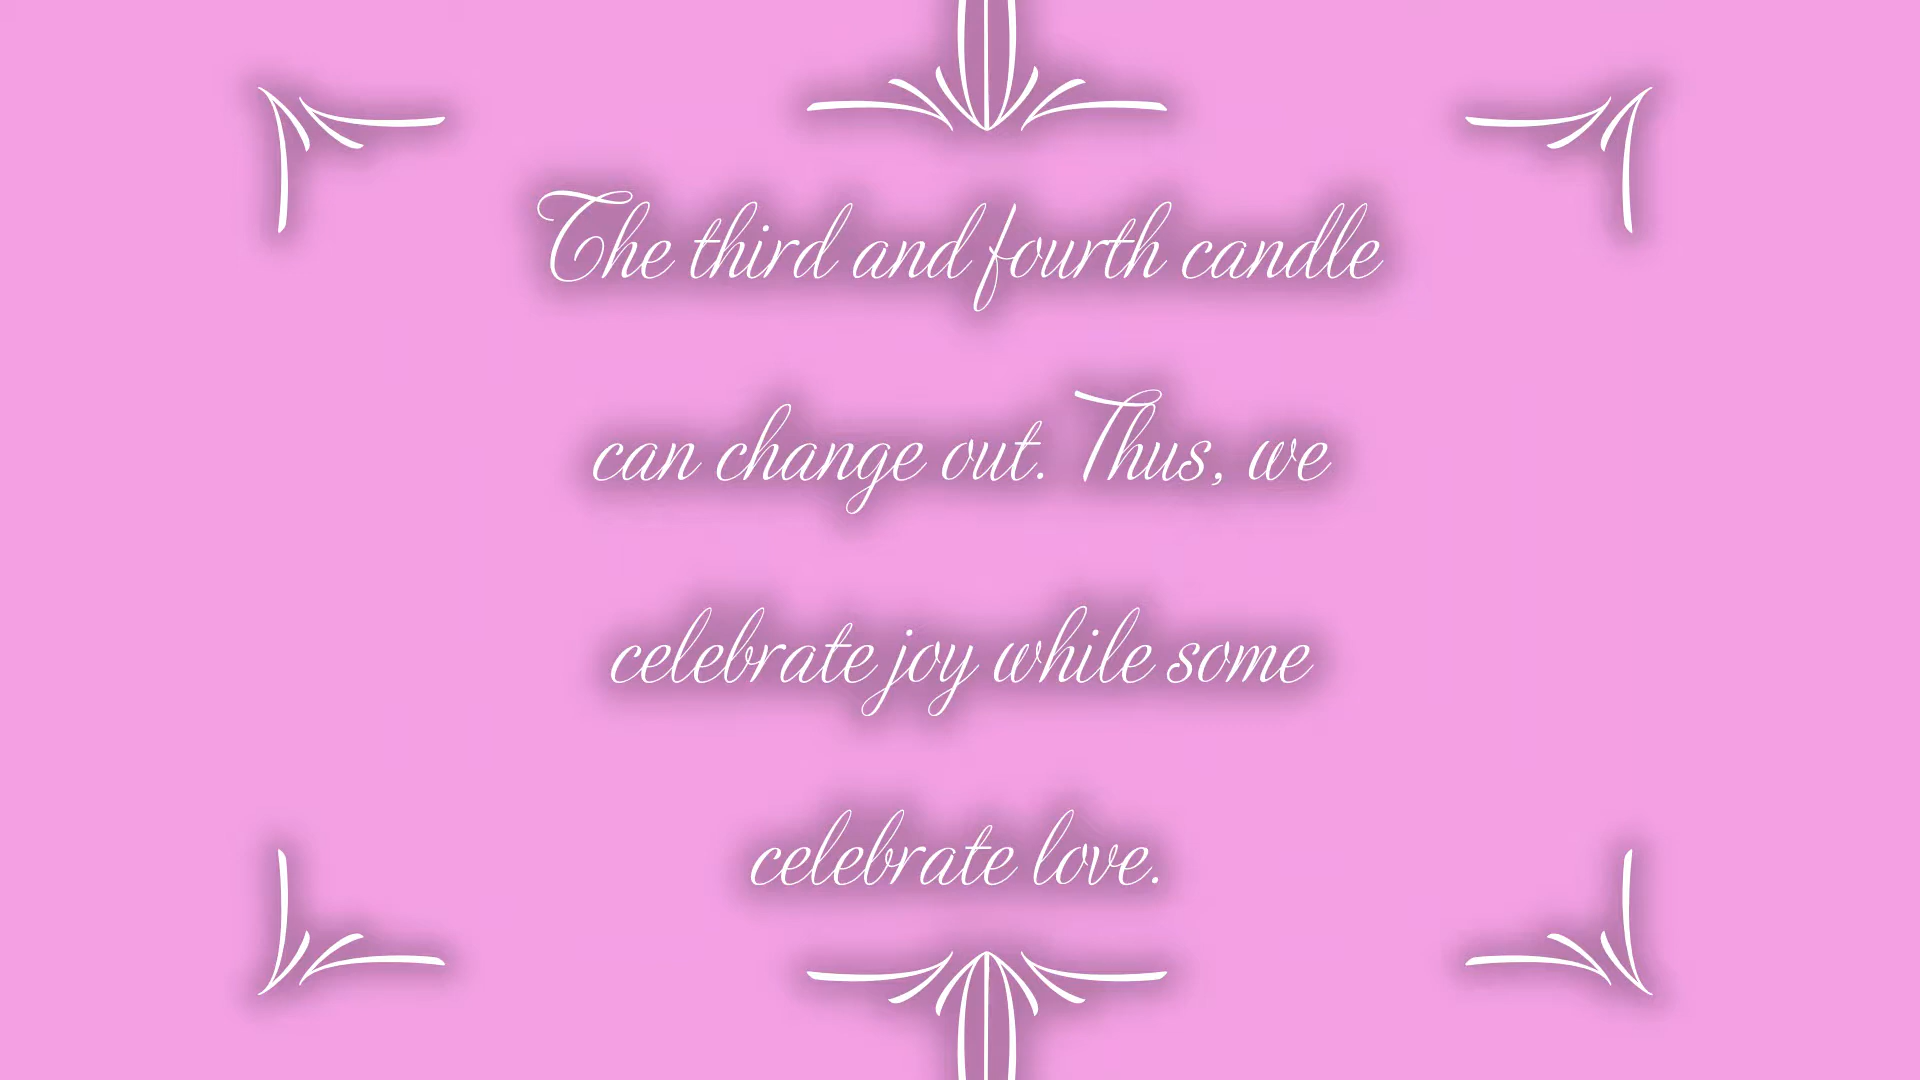 The third and fourth candle
can change out. Thus, we
celebrate joy while some
celebrate love.